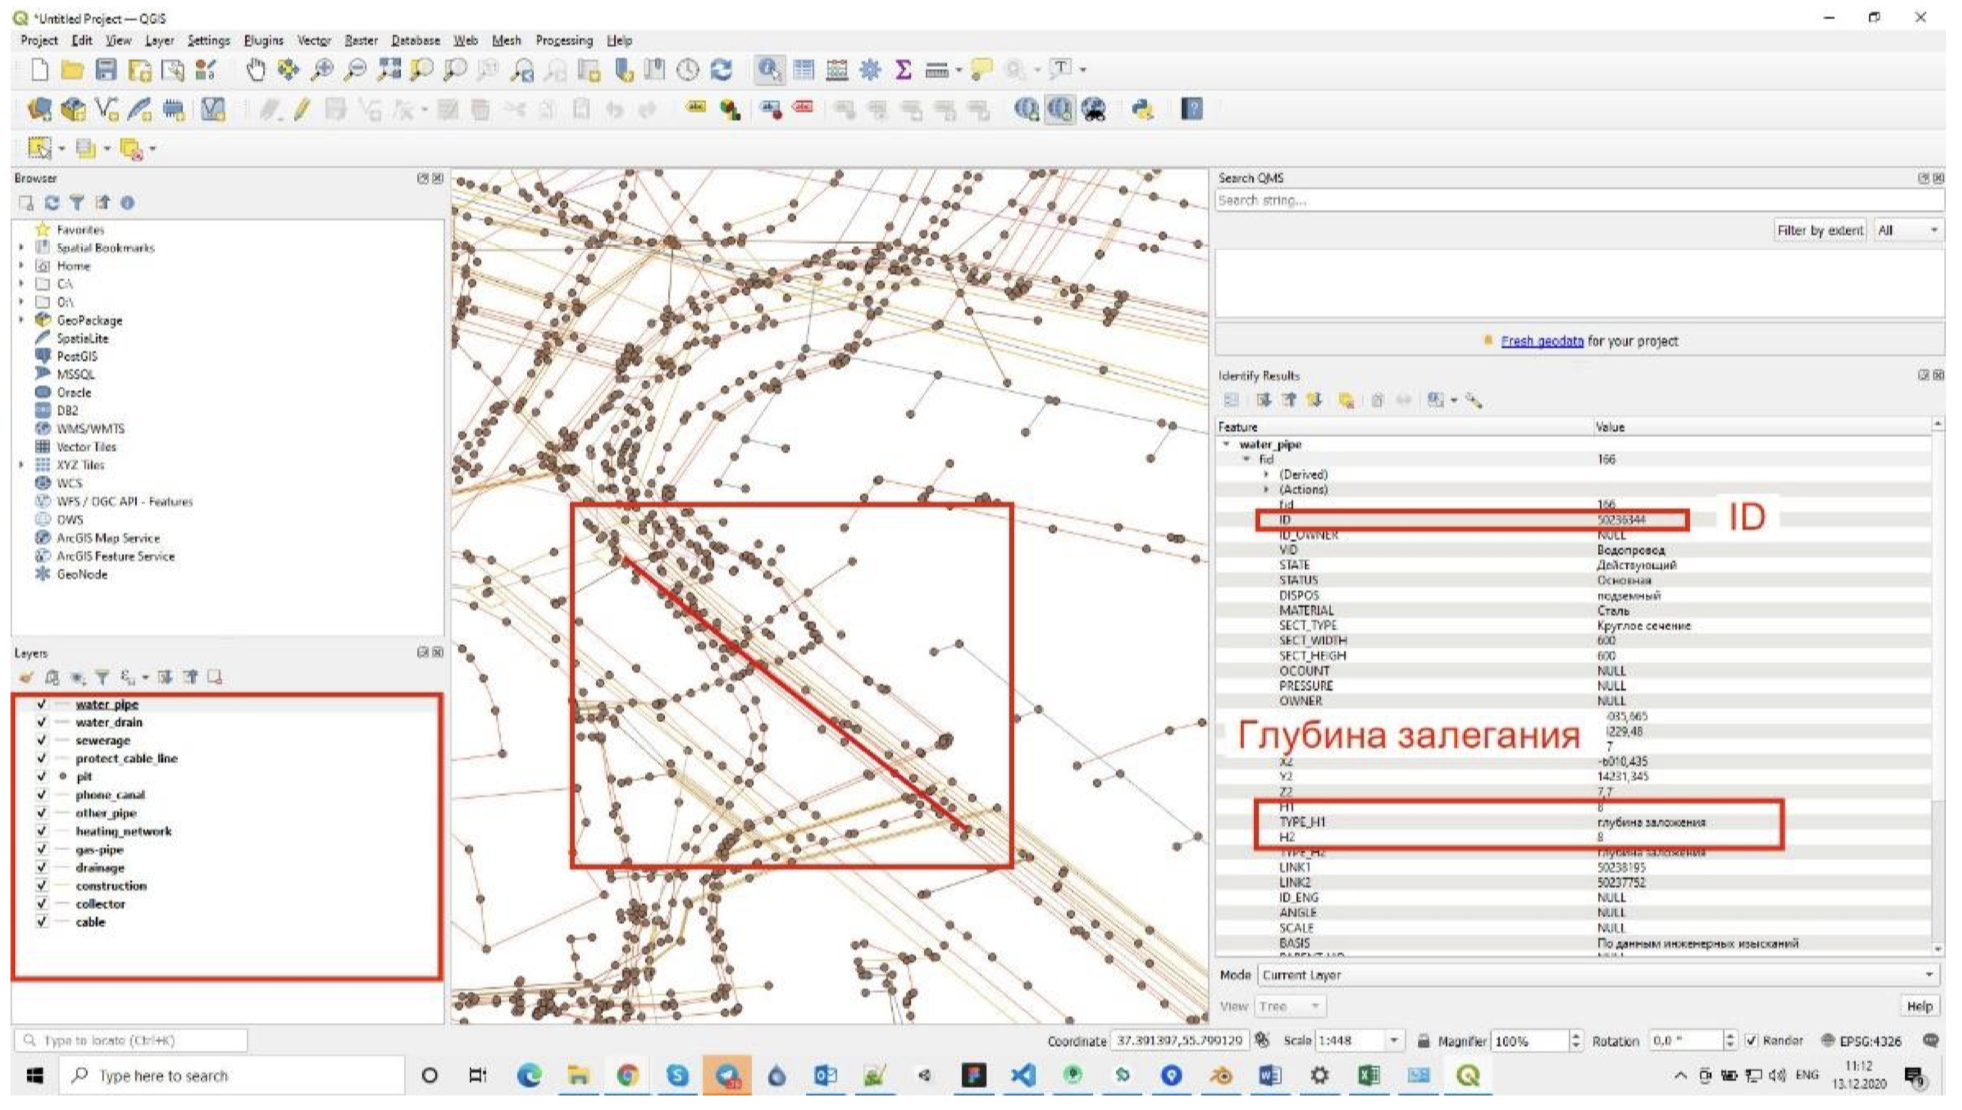 *Untitled Project — QGIS
Project Edit View Layer Settings Plugins Vector Raster Database Web Mesh Processing Help
Browser
Favorites
Spatial Bookmarks
Home
C:\
O:\
GeoPackage
SpatiaLite
PostGIS
MSSQL
Oracle
DB2
WMS/WMTS
Vector Tiles
XYZ Tiles
WCS
WFS / OGC API - Features
OWS
ArcGIS Map Service
ArcGIS Feature Service
GeoNode
Layers
water_pipe
water_drain
sewerage
protect_cable_line
pit
phone_canal
other_pipe
heating_network
gas-pipe
drainage
construction
collector
cable
Search QMS
Search string...
Filter by extent All
Fresh geodata for your project
Identify Results
Feature Value
water_pipe
fid 166
(Derived)
(Actions)
fid 166
ID 50236344
ID
ID_OWNER NULL
VID Водопровод
STATE Действующий
STATUS Основная
DISPOS подземный
MATERIAL Сталь
SECT_TYPE Круглое сечение
SECT_WIDTH 600
SECT_HEIGH 600
OCOUNT NULL
PRESSURE NULL
OWNER NULL
035,665
Глубина залегания
229,48
7
X2 -6010,435
Y2 14231,345
Z2 7,7
H1 8
TYPE_H1 глубина заложения
H2 8
TYPE_H2 глубина заложения
LINK1 50238195
LINK2 50237752
ID_ENG NULL
ANGLE NULL
SCALE NULL
BASIS По данным инженерных изысканий
Mode Current Layer
View Tree Help
Type to locate (Ctrl+K) Coordinate 37.391397,55.799129 Scale 1:448 Magnifier 100% Rotation 0,0 ° Render EPSG:4326
Type here to search ENG 11:12
13.12.2020